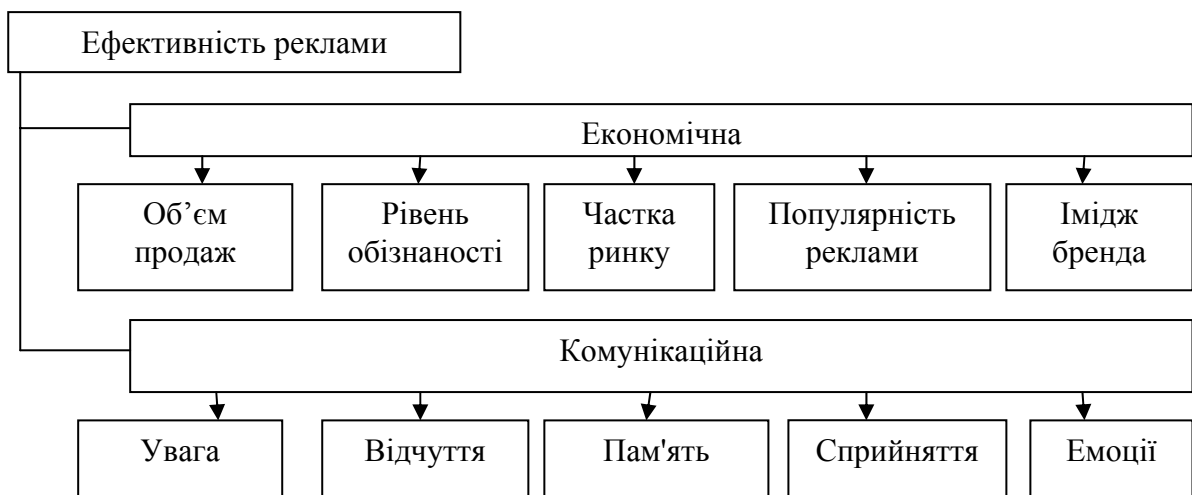 Ефективність реклами
Економічна
Об’єм
продаж
Рівень
обізнаності
Частка
ринку
Популярність
реклами
Імідж
бренда
Комунікаційна
Увага
Відчуття
Пам'ять
Сприйняття
Емоції